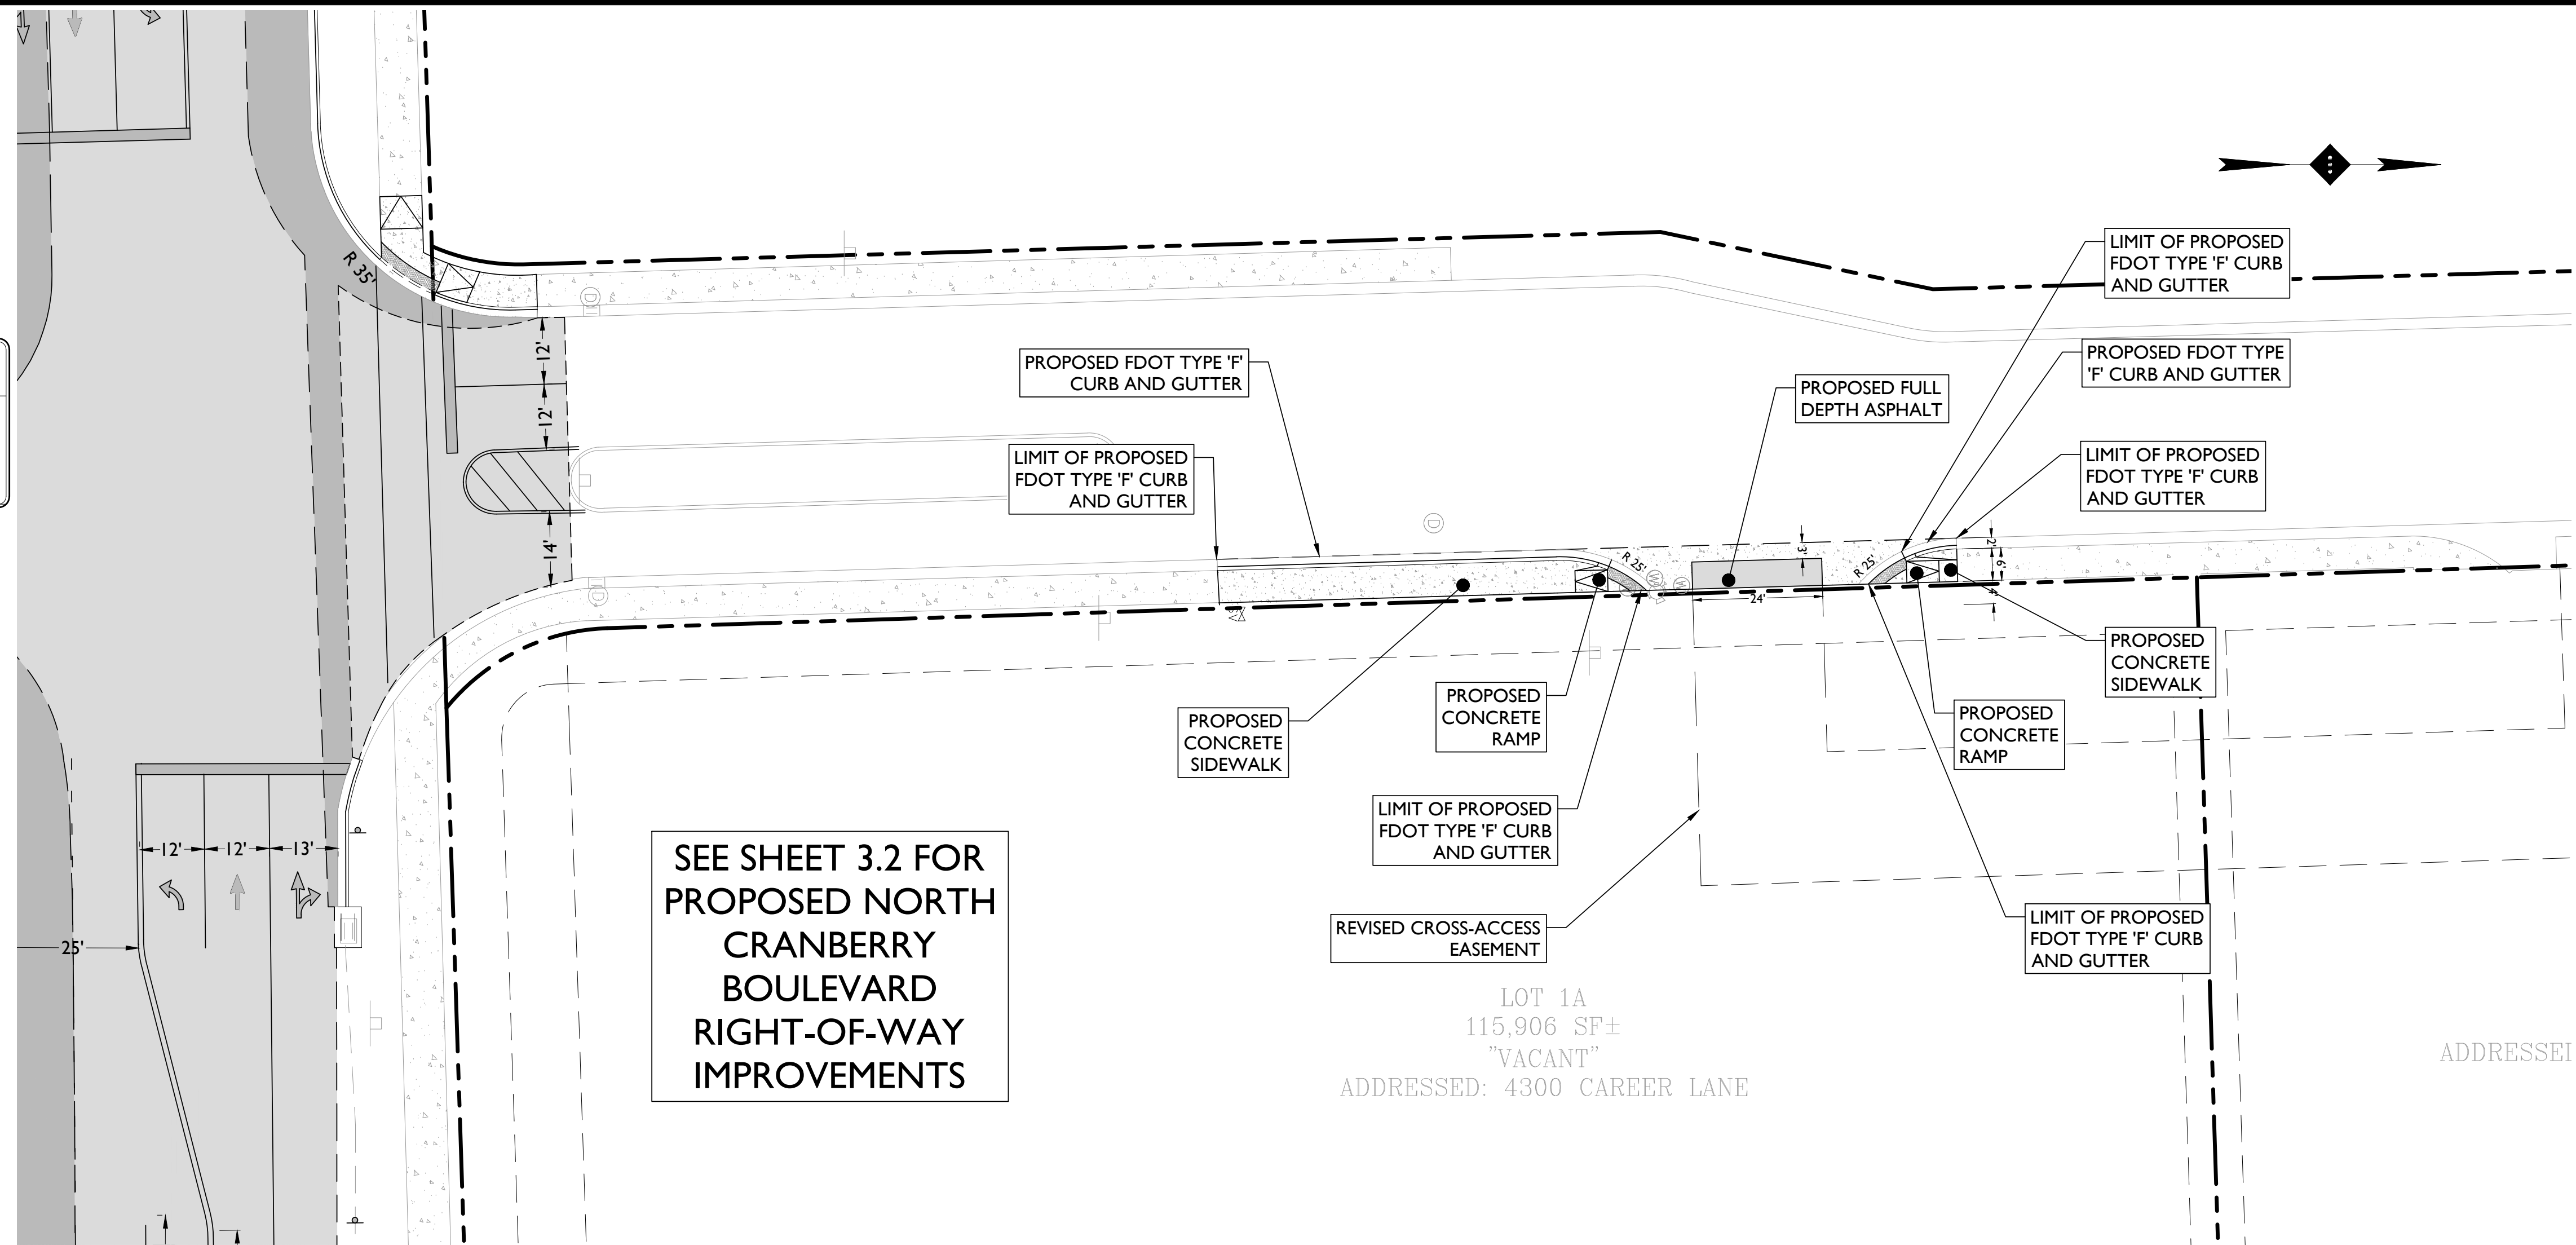 LIMIT OF PROPOSED
FDOT TYPE 'F' CURB
AND GUTTER
R 35'
PROPOSED FDOT TYPE 'F'
CURB AND GUTTER
PROPOSED FDOT TYPE
'F' CURB AND GUTTER
12'
12'
14'
PROPOSED FULL
DEPTH ASPHALT
LIMIT OF PROPOSED
FDOT TYPE 'F' CURB
AND GUTTER
LIMIT OF PROPOSED
FDOT TYPE 'F' CURB
AND GUTTER
D
D
D
R 25'
3'
R 25'
2'
6'
4'
24'
PROPOSED
CONCRETE
SIDEWALK
PROPOSED
CONCRETE
RAMP
PROPOSED
CONCRETE
RAMP
PROPOSED
CONCRETE
SIDEWALK
LIMIT OF PROPOSED
FDOT TYPE 'F' CURB
AND GUTTER
12'
12'
13'
25'
SEE SHEET 3.2 FOR
PROPOSED NORTH
CRANBERRY
BOULEVARD
RIGHT-OF-WAY
IMPROVEMENTS
REVISED CROSS-ACCESS
EASEMENT
LIMIT OF PROPOSED
FDOT TYPE 'F' CURB
AND GUTTER
LOT 1A
115,906 SF±
"VACANT"
ADDRESSED: 4300 CAREER LANE